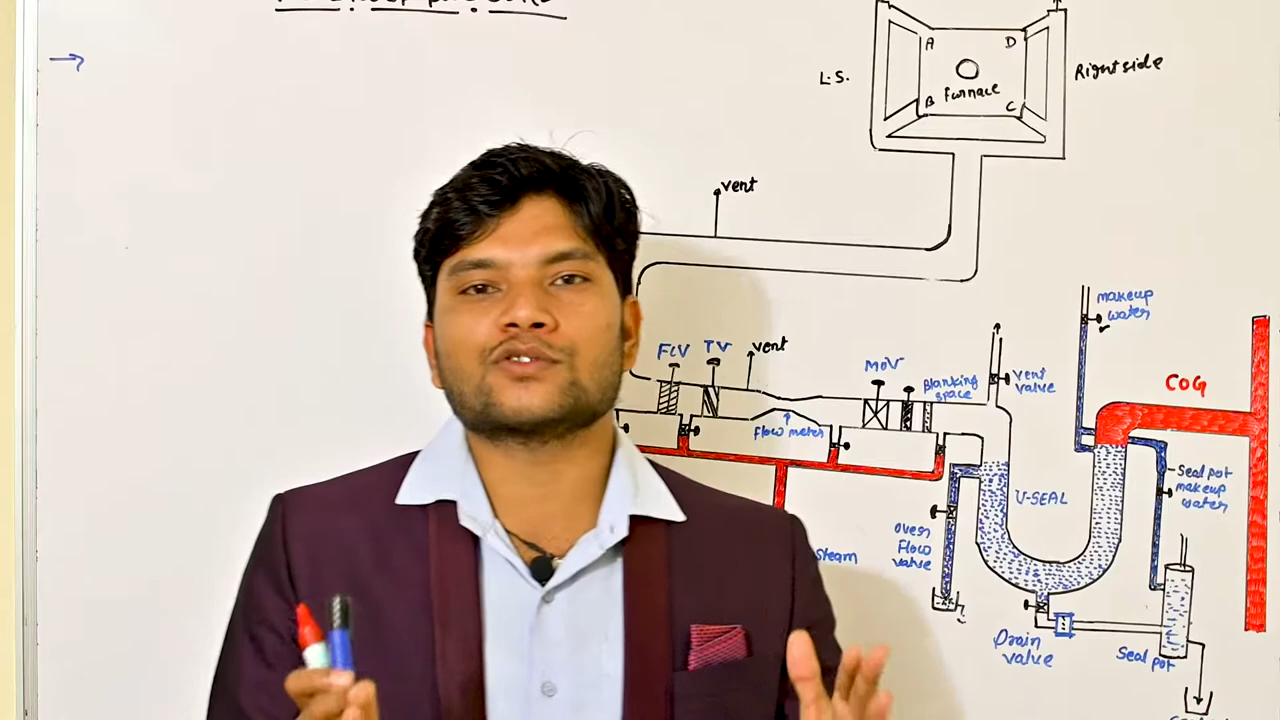 →
A
D
L.S.
Furnace
Right side
B
C
vent
makeup
water
FCV
TV
vent
MOV
Blanking
space
vent
valve
COG
flow meter
Seal pot
makeup
water
U-SEAL
over
flow
valve
Steam
Drain
valve
Seal pot